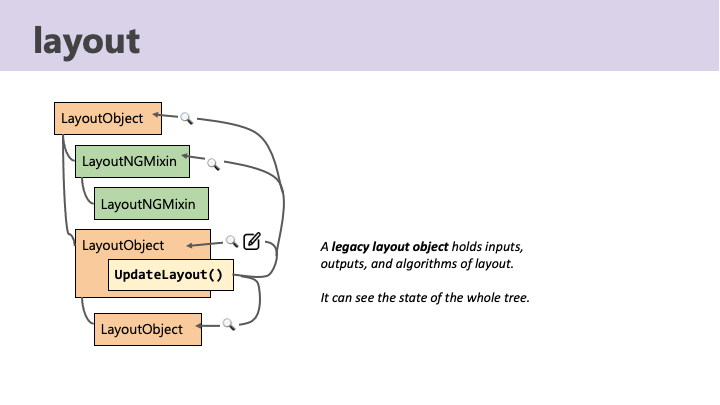 layout
LayoutObject
LayoutNGMixin
LayoutNGMixin
LayoutObject
UpdateLayout()
LayoutObject
A legacy layout object holds inputs,
outputs, and algorithms of layout.
It can see the state of the whole tree.